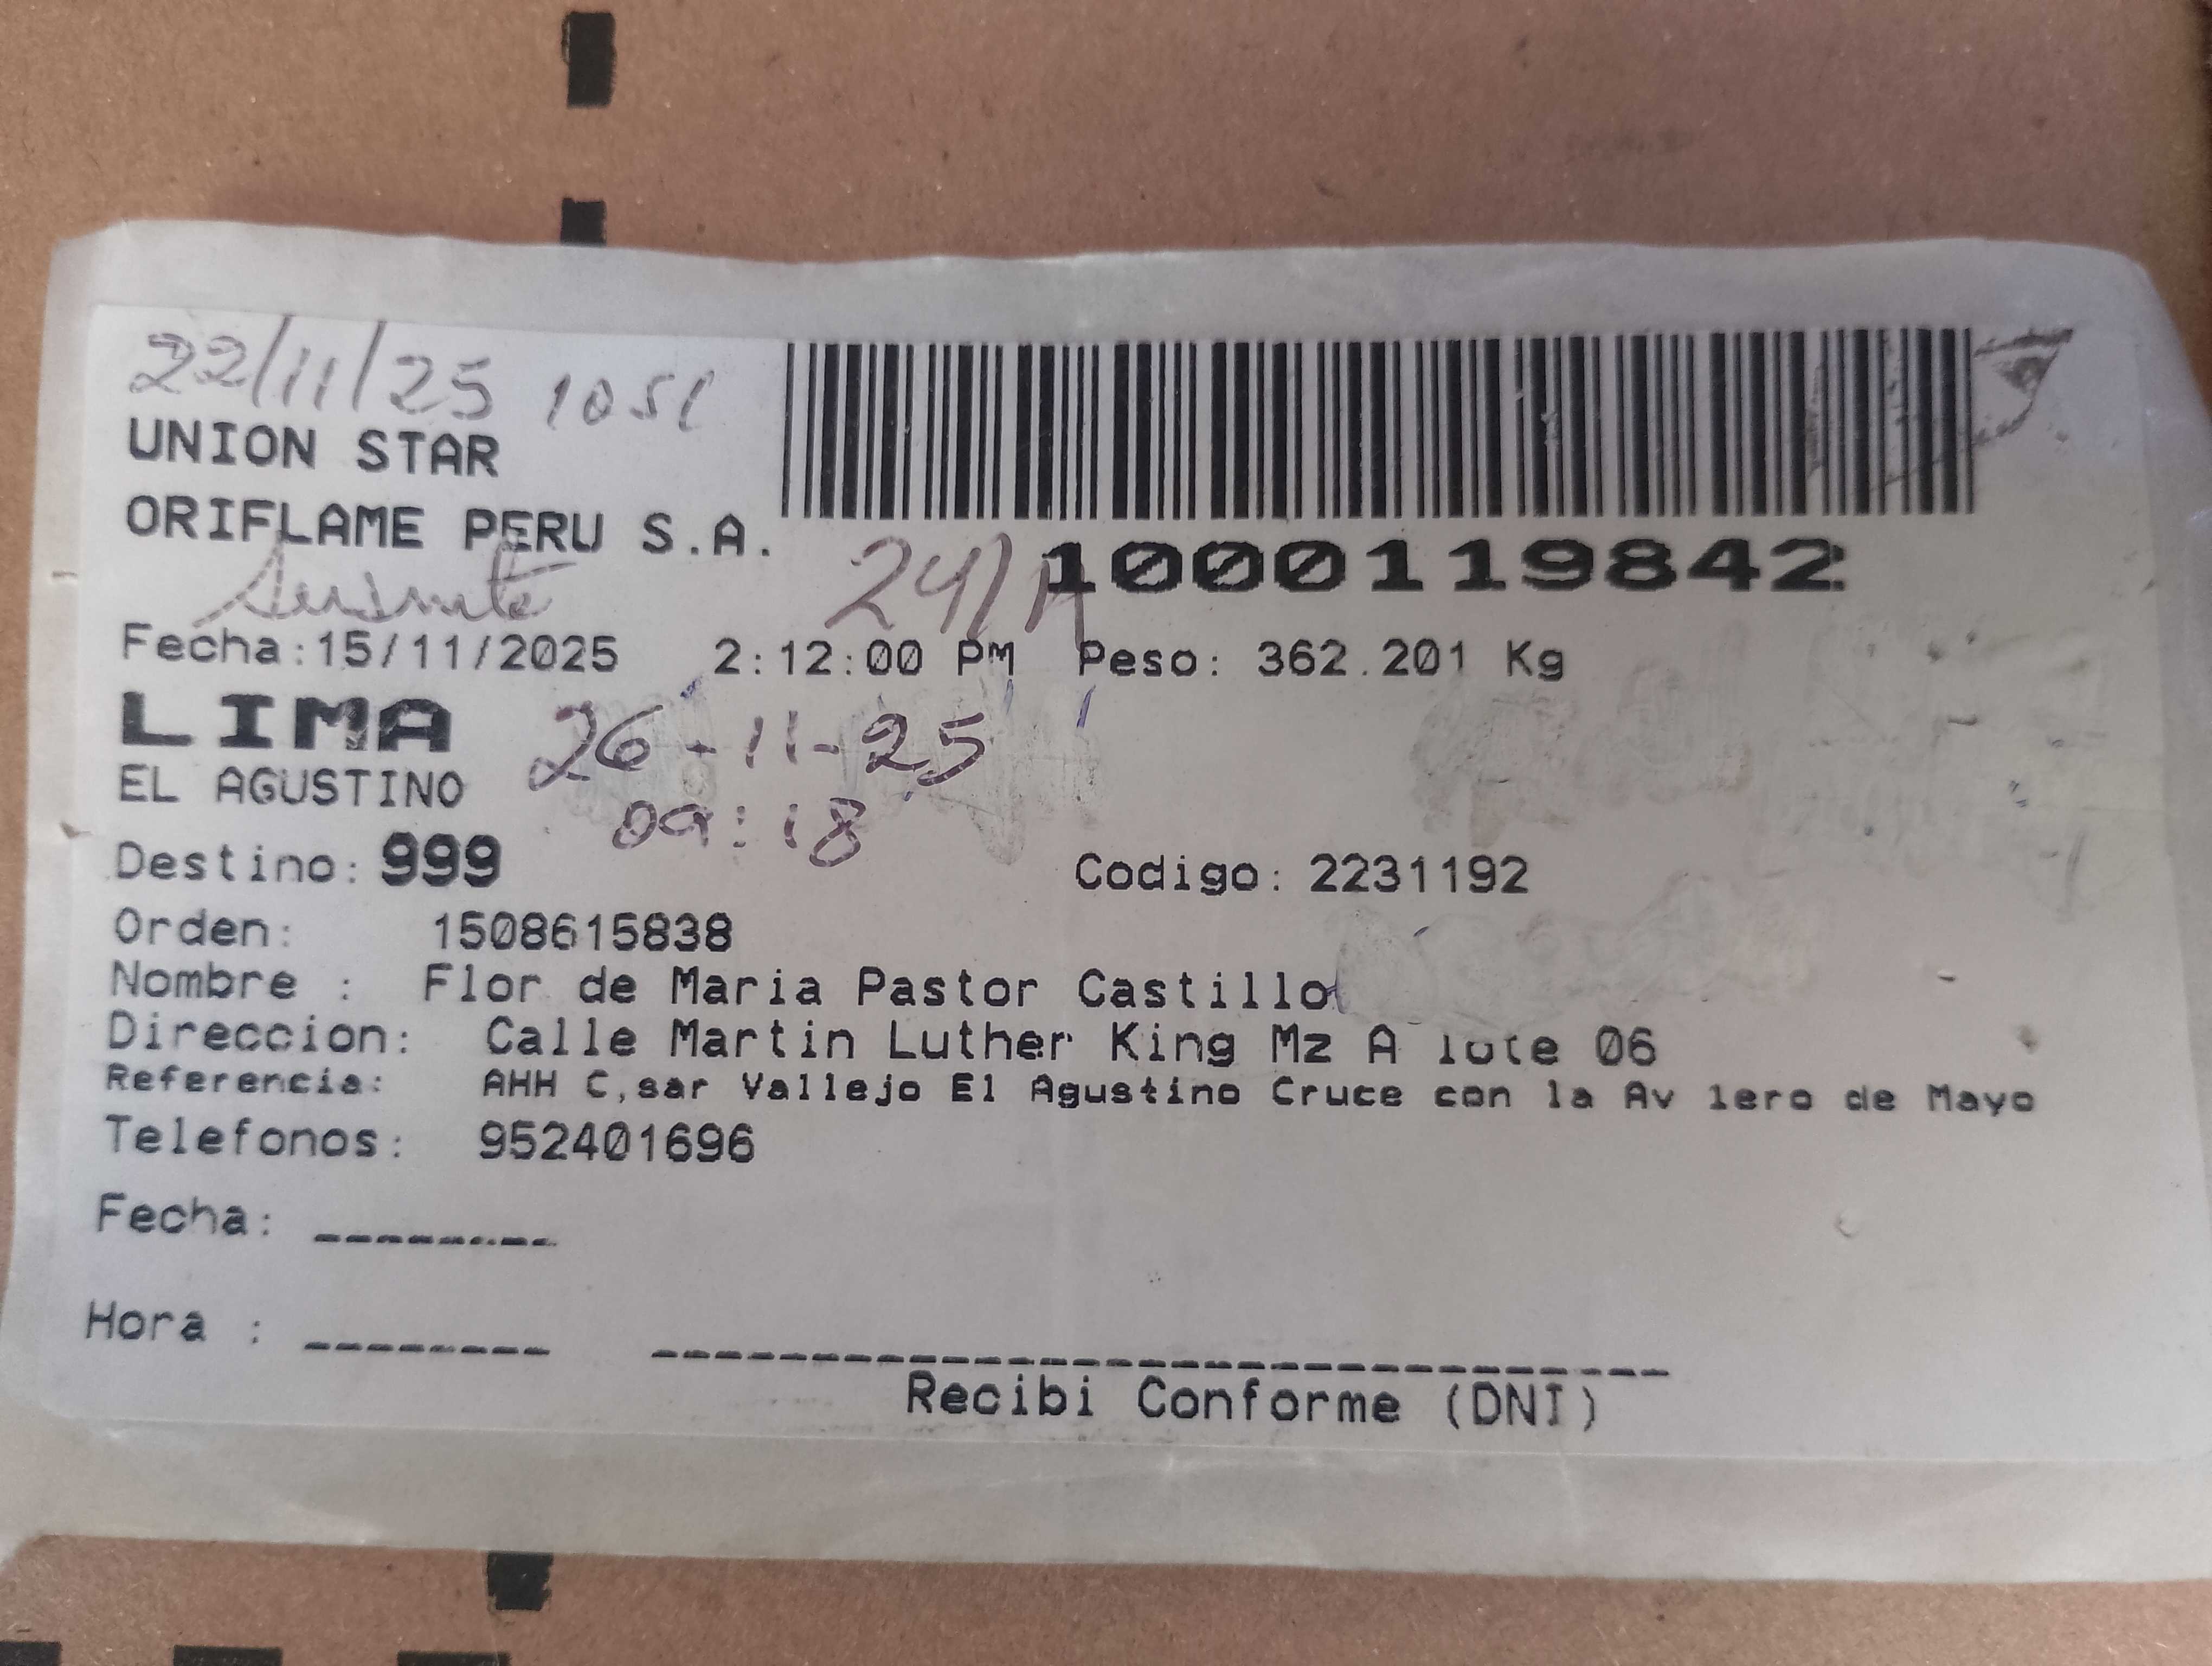 22/11/25 1051
UNION STAR
ORIFLAME PERU S.A.
1000119842
24/11
Fecha:15/11/2025 2:12:00 PM Peso: 362.201 Kg
LIMA
26-11-25
EL AGUSTINO
09:18
Destino: 999 Codigo: 2231192
Orden: 1508615838
Nombre : Flor de Maria Pastor Castillo
Direccion: Calle Martin Luther King Mz A lote 06
Referencia: AHH C,sar Vallejo El Agustino Cruce con la Av 1ero de Mayo
Telefonos: 952401696
Fecha: ________
Hora : ________
Recibi Conforme (DNI)